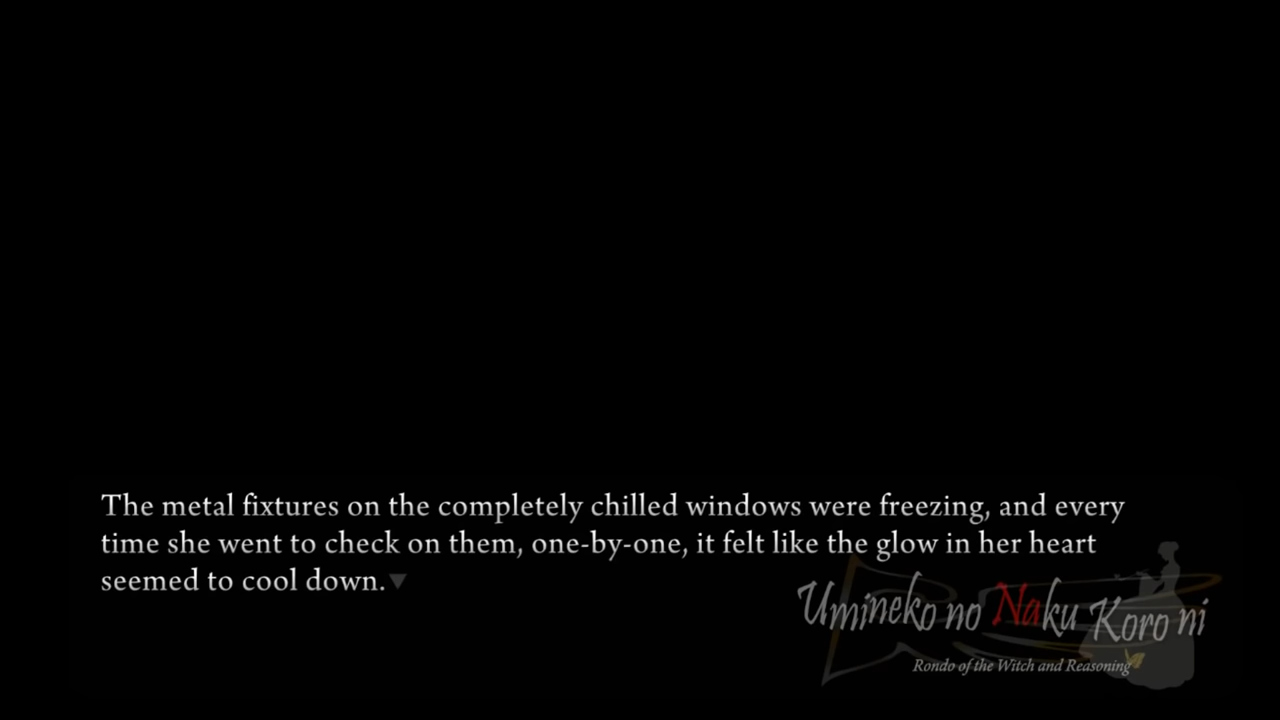 The metal fixtures on the completely chilled windows were freezing, and every
time she went to check on them, one-by-one, it felt like the glow in her heart
seemed to cool down.
Umineko no Naku Koro ni
Rondo of the Witch and Reasoning